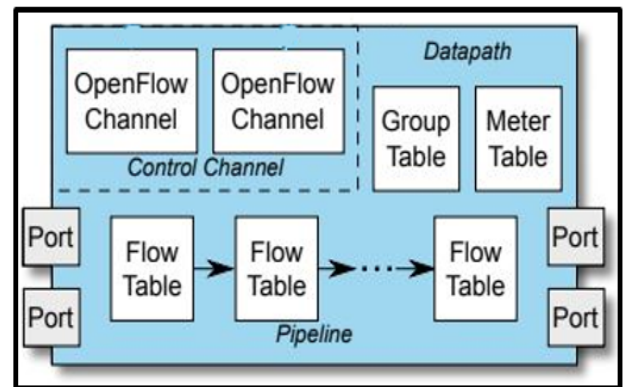 OpenFlow
Channel
OpenFlow
Channel
Control Channel
Datapath
Group
Table
Meter
Table
Port
Port
Flow
Table
Flow
Table
Flow
Table
Pipeline
Port
Port